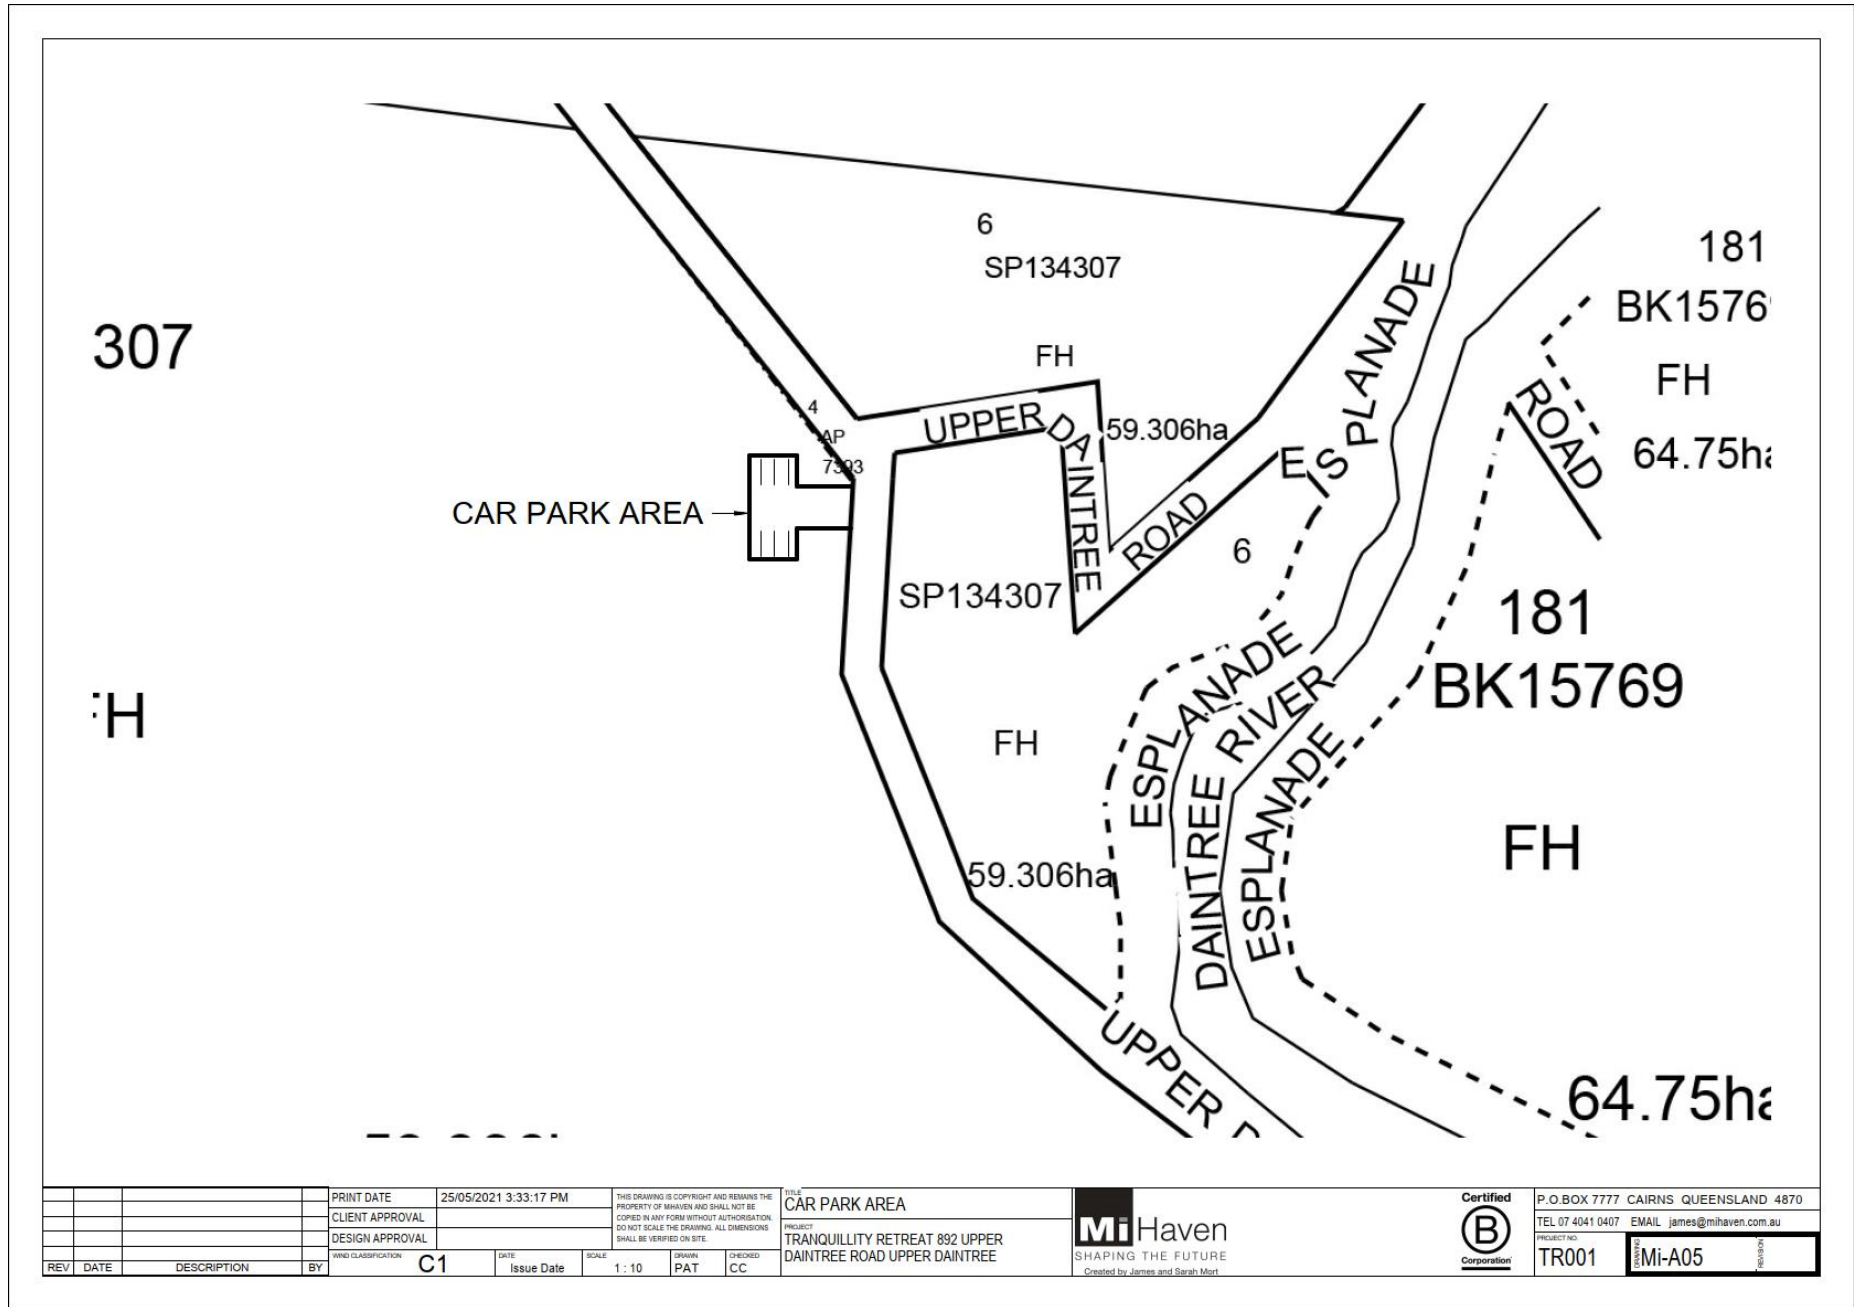 6
SP134307
FH
59.306ha
181
BK1576
FH
64.75ha
307
4
AP
7393
CAR PARK AREA
UPPER DAINTREE ROAD
ESPLANADE
ROAD
6
SP134307
FH
59.306ha
181
BK15769
FH
64.75ha
ESPLANADE
DAINTREE RIVER
ESPLANADE
UPPER D
REV DATE DESCRIPTION BY
PRINT DATE 25/05/2021 3:33:17 PM
CLIENT APPROVAL
DESIGN APPROVAL
WIND CLASSIFICATION C1
DATE Issue Date
SCALE 1 : 10
DRAWN PAT
CHECKED CC
THIS DRAWING IS COPYRIGHT AND REMAINS THE
PROPERTY OF MIHAVEN AND SHALL NOT BE
COPIED IN ANY FORM WITHOUT AUTHORISATION.
DO NOT SCALE THE DRAWING. ALL DIMENSIONS
SHALL BE VERIFIED ON SITE.
TITLE
CAR PARK AREA
PROJECT
TRANQUILLITY RETREAT 892 UPPER
DAINTREE ROAD UPPER DAINTREE
MiHaven
SHAPING THE FUTURE
Created by James and Sarah Mort
Certified
B
Corporation
P.O.BOX 7777 CAIRNS QUEENSLAND 4870
TEL 07 4041 0407 EMAIL james@mihaven.com.au
PROJECT NO.
TR001
DRAWING
Mi-A05
REVISION